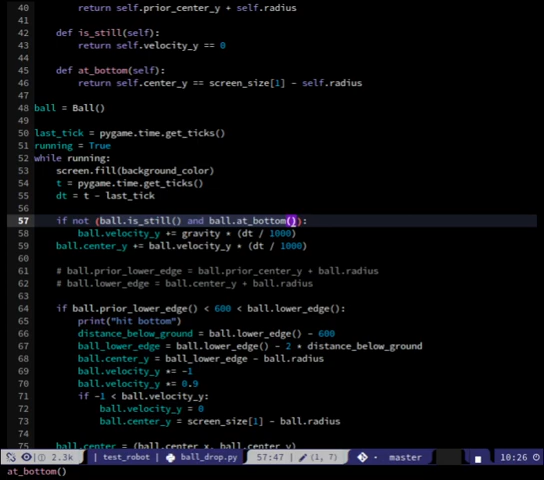 40 return self.prior_center_y + self.radius
41
42 def is_still(self):
43 return self.velocity_y == 0
44
45 def at_bottom(self):
46 return self.center_y == screen_size[1] - self.radius
47
48 ball = Ball()
49
50 last_tick = pygame.time.get_ticks()
51 running = True
52 while running:
53 screen.fill(background_color)
54 t = pygame.time.get_ticks()
55 dt = t - last_tick
56
57 if not (ball.is_still() and ball.at_bottom()):
58 ball.velocity_y += gravity * (dt / 1000)
59 ball.center_y += ball.velocity_y * (dt / 1000)
60
61 # ball.prior_lower_edge = ball.prior_center_y + ball.radius
62 # ball.lower_edge = ball.center_y + ball.radius
63
64 if ball.prior_lower_edge() < 600 < ball.lower_edge():
65 print("hit bottom")
66 distance_below_ground = ball.lower_edge() - 600
67 ball_lower_edge = ball.lower_edge() - 2 * distance_below_ground
68 ball.center_y = ball_lower_edge - ball.radius
69 ball.velocity_y *= -1
70 ball.velocity_y *= 0.9
71 if -1 < ball.velocity_y:
72 ball.velocity_y = 0
73 ball.center_y = screen_size[1] - ball.radius
74
75 ball.center = (ball.center_x, ball.center_y)
2.3k | test_robot | ball_drop.py 57:47 | (1, 7) master 10:26
at_bottom()